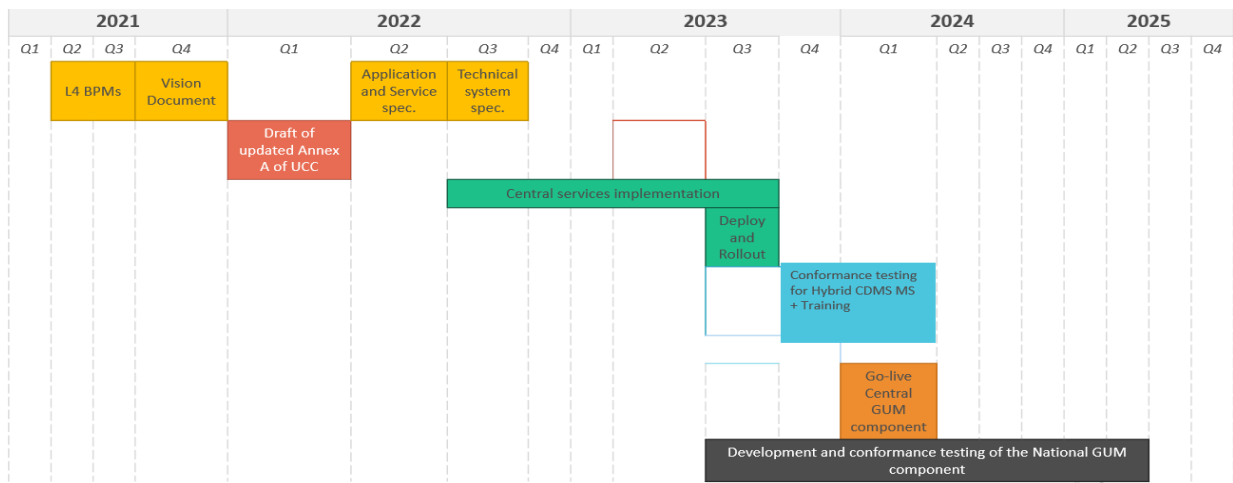 2021 2022 2023 2024 2025
Q1 Q2 Q3 Q4 Q1 Q2 Q3 Q4 Q1 Q2 Q3 Q4 Q1 Q2 Q3 Q4 Q1 Q2 Q3 Q4
L4 BPMs
Vision
Document
Application
and Service
spec.
Technical
system
spec.
Draft of
updated Annex
A of UCC
Central services implementation
Deploy
and
Rollout
Conformance testing
for Hybrid CDMS MS
+ Training
Go-live
Central
GUM
component
Development and conformance testing of the National GUM
component